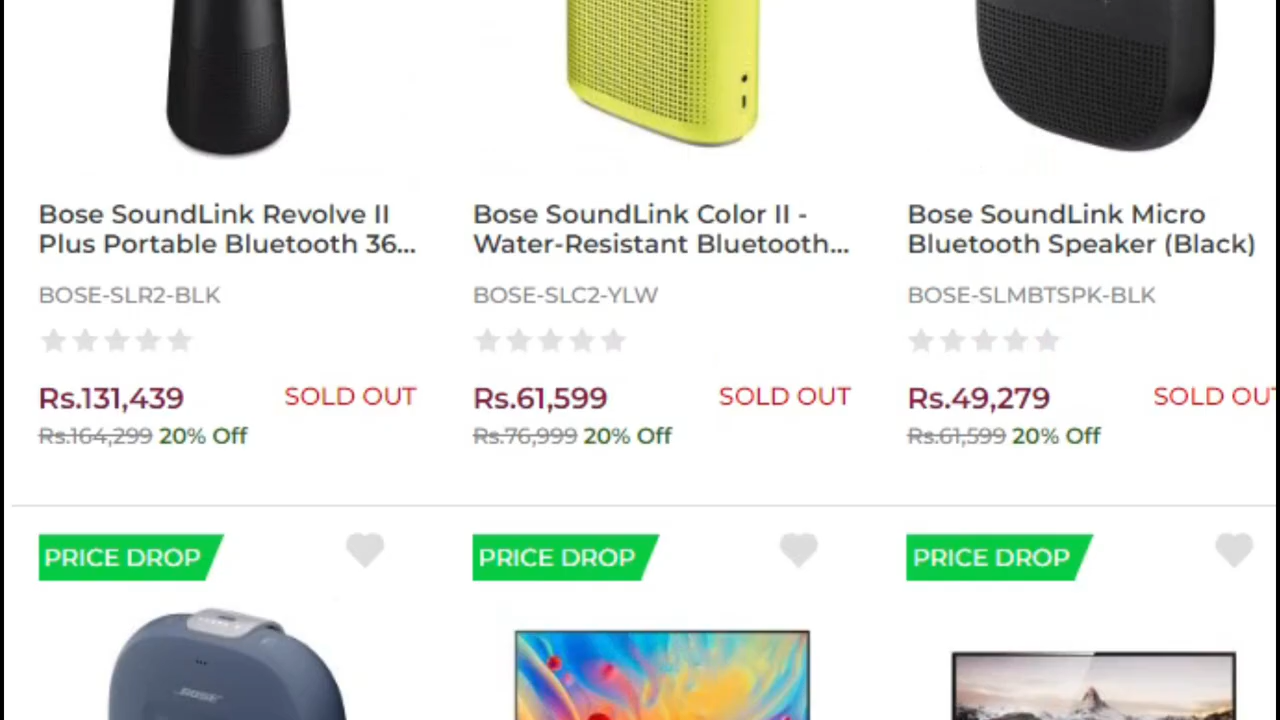 Bose SoundLink Revolve II
Plus Portable Bluetooth 36...
BOSE-SLR2-BLK
Rs.131,439
SOLD OUT
Rs.164,299 20% Off
Bose SoundLink Color II -
Water-Resistant Bluetooth...
BOSE-SLC2-YLW
Rs.61,599
SOLD OUT
Rs.76,999 20% Off
Bose SoundLink Micro
Bluetooth Speaker (Black)
BOSE-SLMBTSPK-BLK
Rs.49,279
SOLD OUT
Rs.61,599 20% Off
PRICE DROP
BOSE
PRICE DROP
PRICE DROP